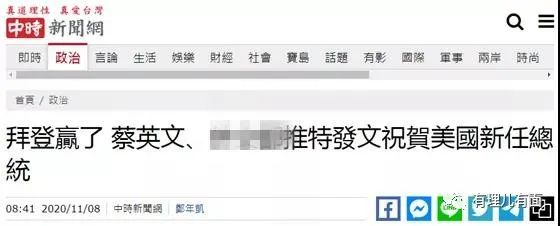 真道理性 真愛台灣
中時 新聞網
即時 政治 言論 生活 娛樂 財經 社會 寶島 話題 有影 國際 軍事 兩岸 時尚
首頁 / 政治
拜登贏了 蔡英文、 推特發文祝賀美國新任總
統
08:41 2020/11/08 中時新聞網 鄭年凱
有理儿有面